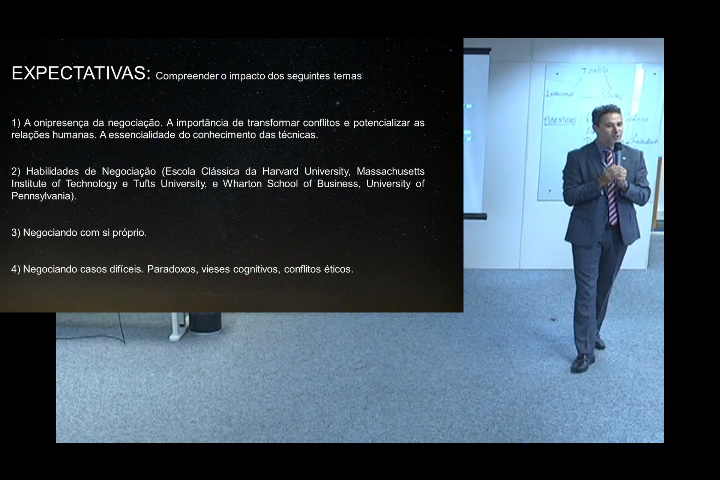 EXPECTATIVAS: Compreender o impacto dos seguintes temas
1) A onipresença da negociação. A importância de transformar conflitos e potencializar as
relações humanas. A essencialidade do conhecimento das técnicas.
2) Habilidades de Negociação (Escola Clássica da Harvard University, Massachusetts
Institute of Technology e Tufts University, e Wharton School of Business, University of
Pennsylvania).
3) Negociando com si próprio.
4) Negociando casos difíceis. Paradoxos, vieses cognitivos, conflitos éticos.